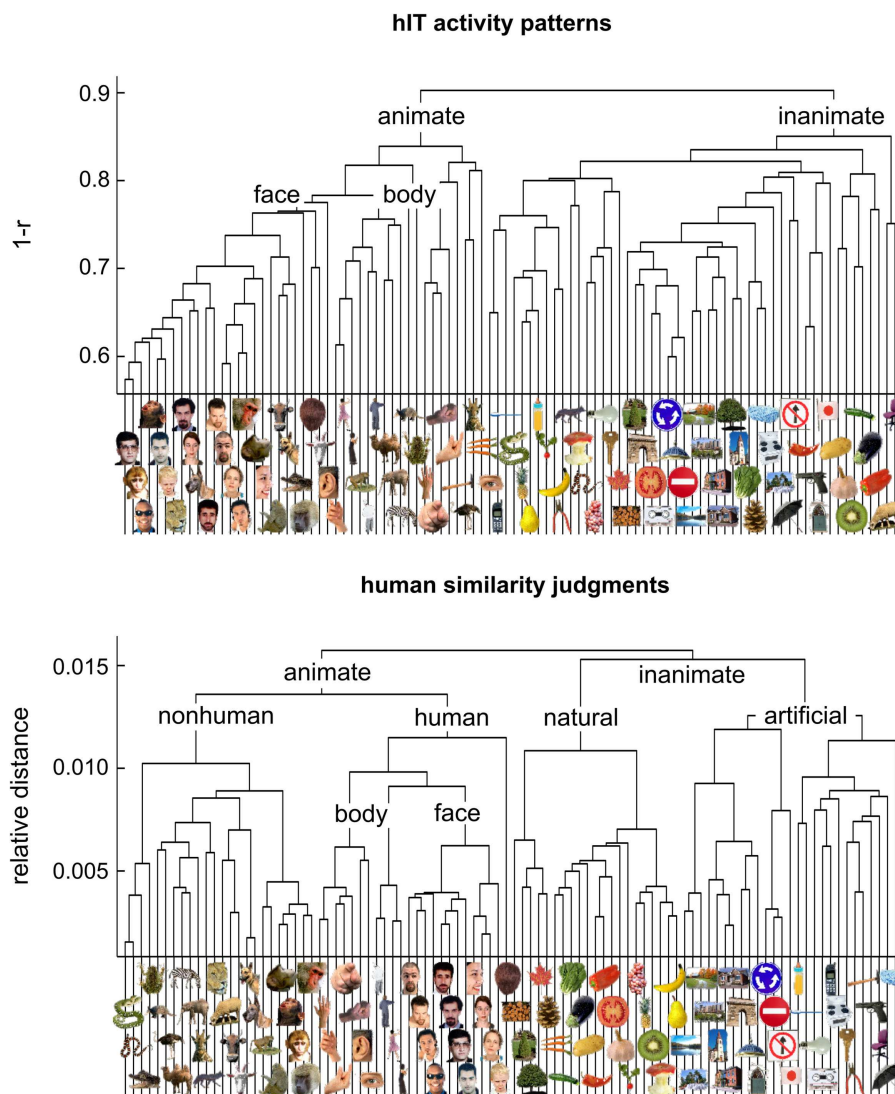 hIT activity patterns
0.9
animate
inanimate
0.8
face
body
1-r
0.7
0.6
human similarity judgments
0.015
animate
inanimate
nonhuman
human
natural
artificial
relative distance
0.010
body
face
0.005